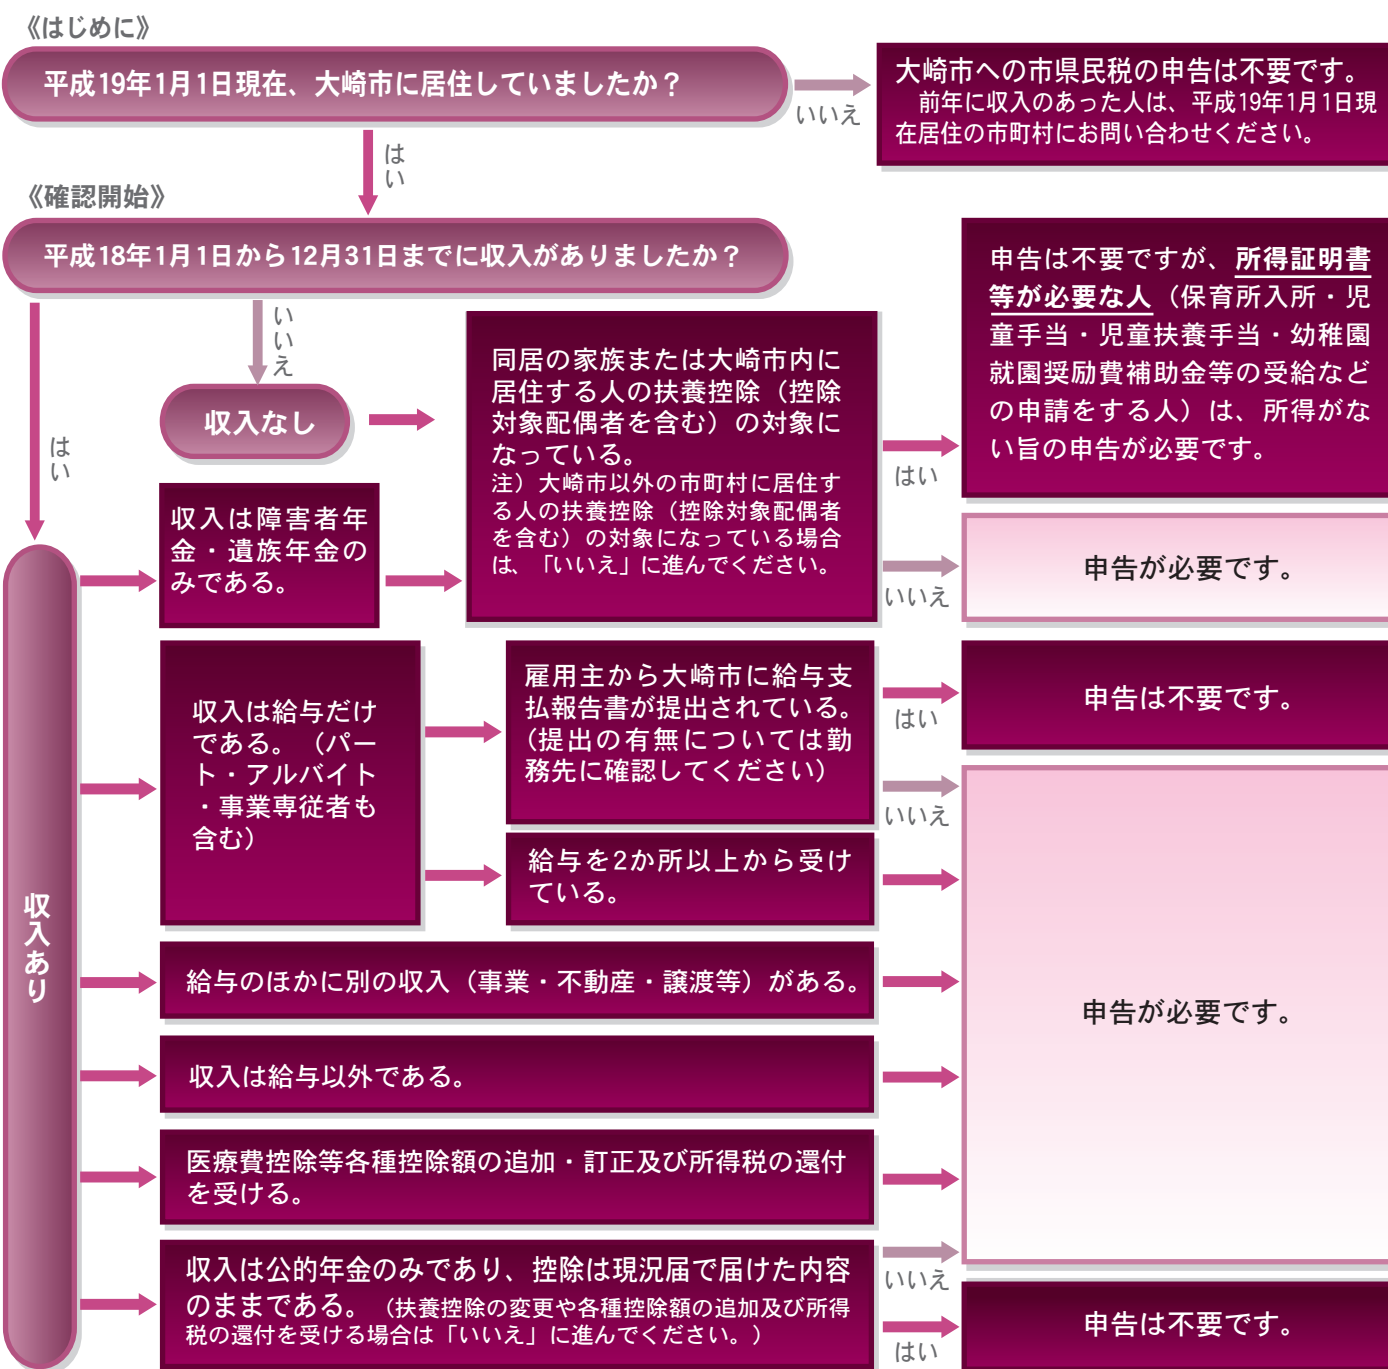 《はじめに》
平成19年1月1日現在、大崎市に居住していましたか？
いいえ
大崎市への市県民税の申告は不要です。
前年に収入のあった人は、平成19年1月1日現
在居住の市町村にお問い合わせください。
はい
《確認開始》
平成18年1月1日から12月31日までに収入がありましたか？
いいえ
はい
収入なし
同居の家族または大崎市内に
居住する人の扶養控除（控除
対象配偶者を含む）の対象に
なっている。
注）大崎市以外の市町村に居住す
る人の扶養控除（控除対象配偶者
を含む）の対象になっている場合
は、「いいえ」に進んでください。
はい
申告は不要ですが、所得証明書
等が必要な人（保育所入所・児
童手当・児童扶養手当・幼稚園
就園奨励費補助金等の受給など
の申請をする人）は、所得がな
い旨の申告が必要です。
いいえ
申告が必要です。
収入あり
収入は障害者年
金・遺族年金の
みである。
収入は給与だけ
である。（パー
ト・アルバイト
・事業専従者も
含む）
雇用主から大崎市に給与支
払報告書が提出されている。
（提出の有無については勤
務先に確認してください）
はい
申告は不要です。
いいえ
給与を2か所以上から受け
ている。
給与のほかに別の収入（事業・不動産・譲渡等）がある。
申告が必要です。
収入は給与以外である。
医療費控除等各種控除額の追加・訂正及び所得税の還付
を受ける。
収入は公的年金のみであり、控除は現況届で届けた内容
のままである。（扶養控除の変更や各種控除額の追加及び所得
税の還付を受ける場合は「いいえ」に進んでください。）
いいえ
はい
申告は不要です。